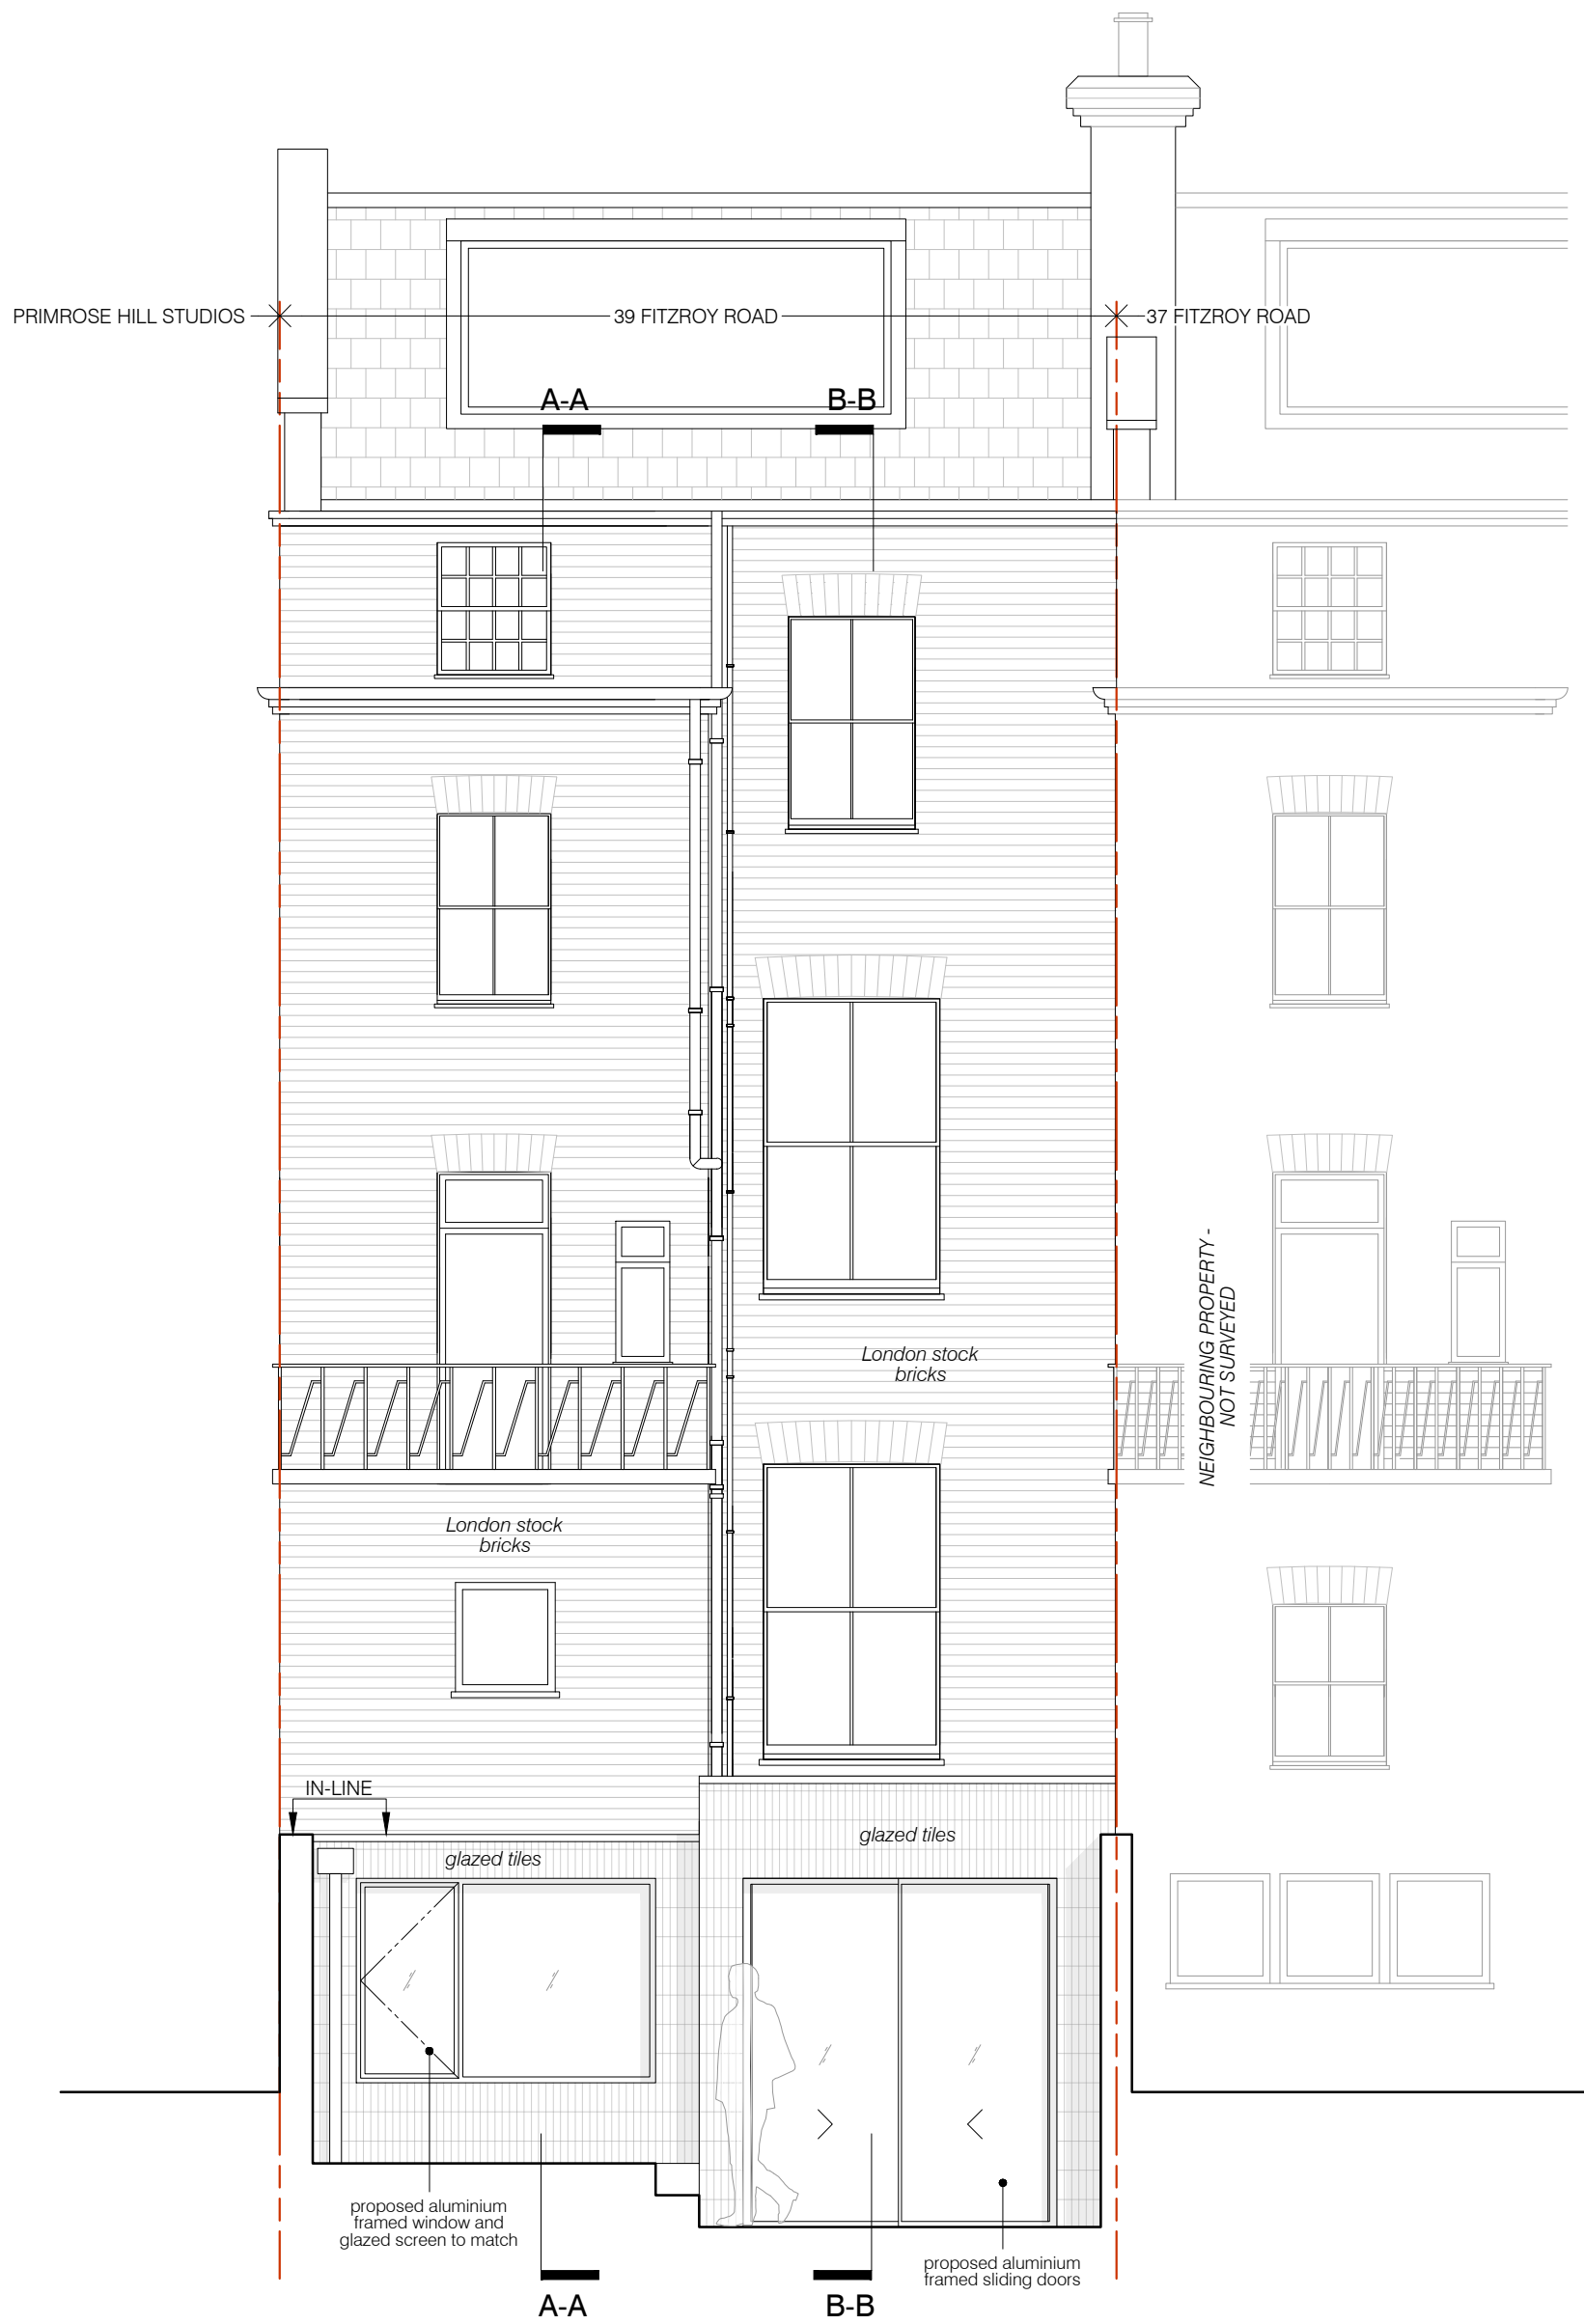 PRIMROSE HILL STUDIOS
39 FITZROY ROAD
37 FITZROY ROAD
A-A
B-B
NEIGHBOURING PROPERTY -
NOT SURVEYED
London stock
bricks
London stock
bricks
IN-LINE
glazed tiles
glazed tiles
proposed aluminium
framed window and
glazed screen to match
proposed aluminium
framed sliding doors
A-A
B-B